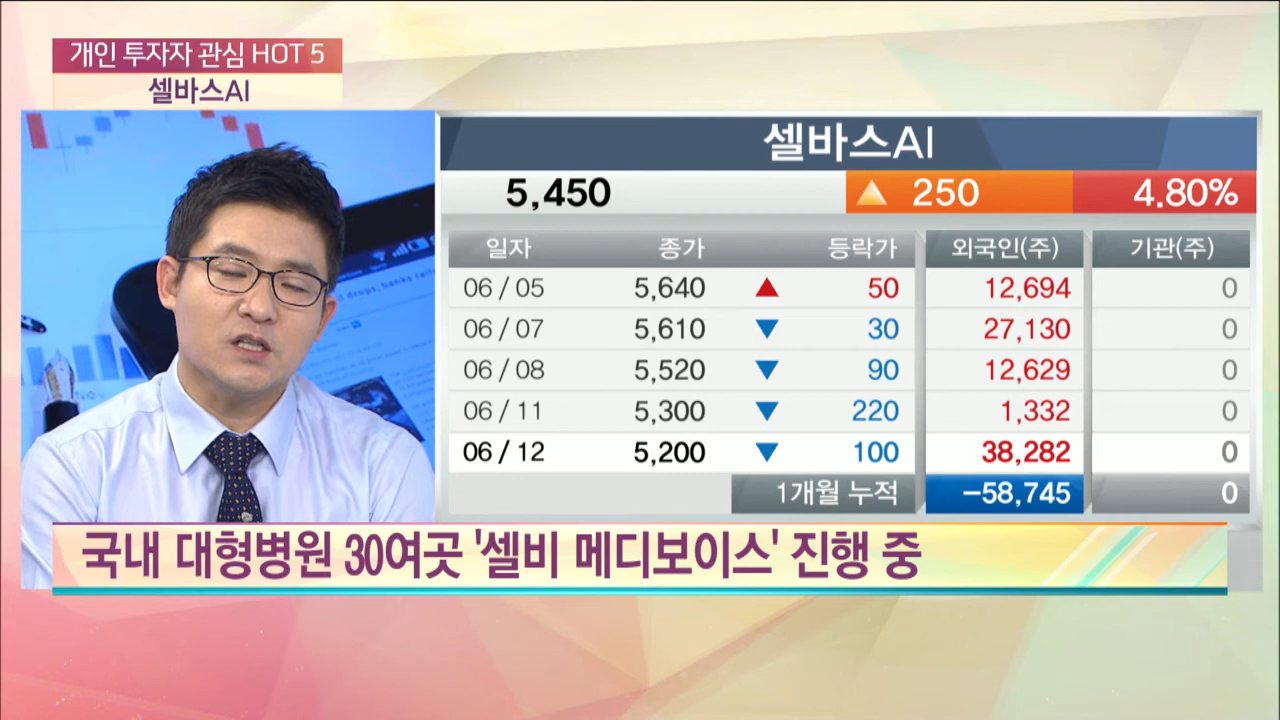 개인 투자자 관심 HOT 5
셀바스AI
셀바스AI
5,450 ▲ 250 4.80%
일자 종가 등락가 외국인(주) 기관(주)
06 / 05 5,640 ▲ 50 12,694 0
06 / 07 5,610 ▼ 30 27,130 0
06 / 08 5,520 ▼ 90 12,629 0
06 / 11 5,300 ▼ 220 1,332 0
06 / 12 5,200 ▼ 100 38,282 0
1개월 누적 -58,745 0
국내 대형병원 30여곳 '셀비 메디보이스' 진행 중